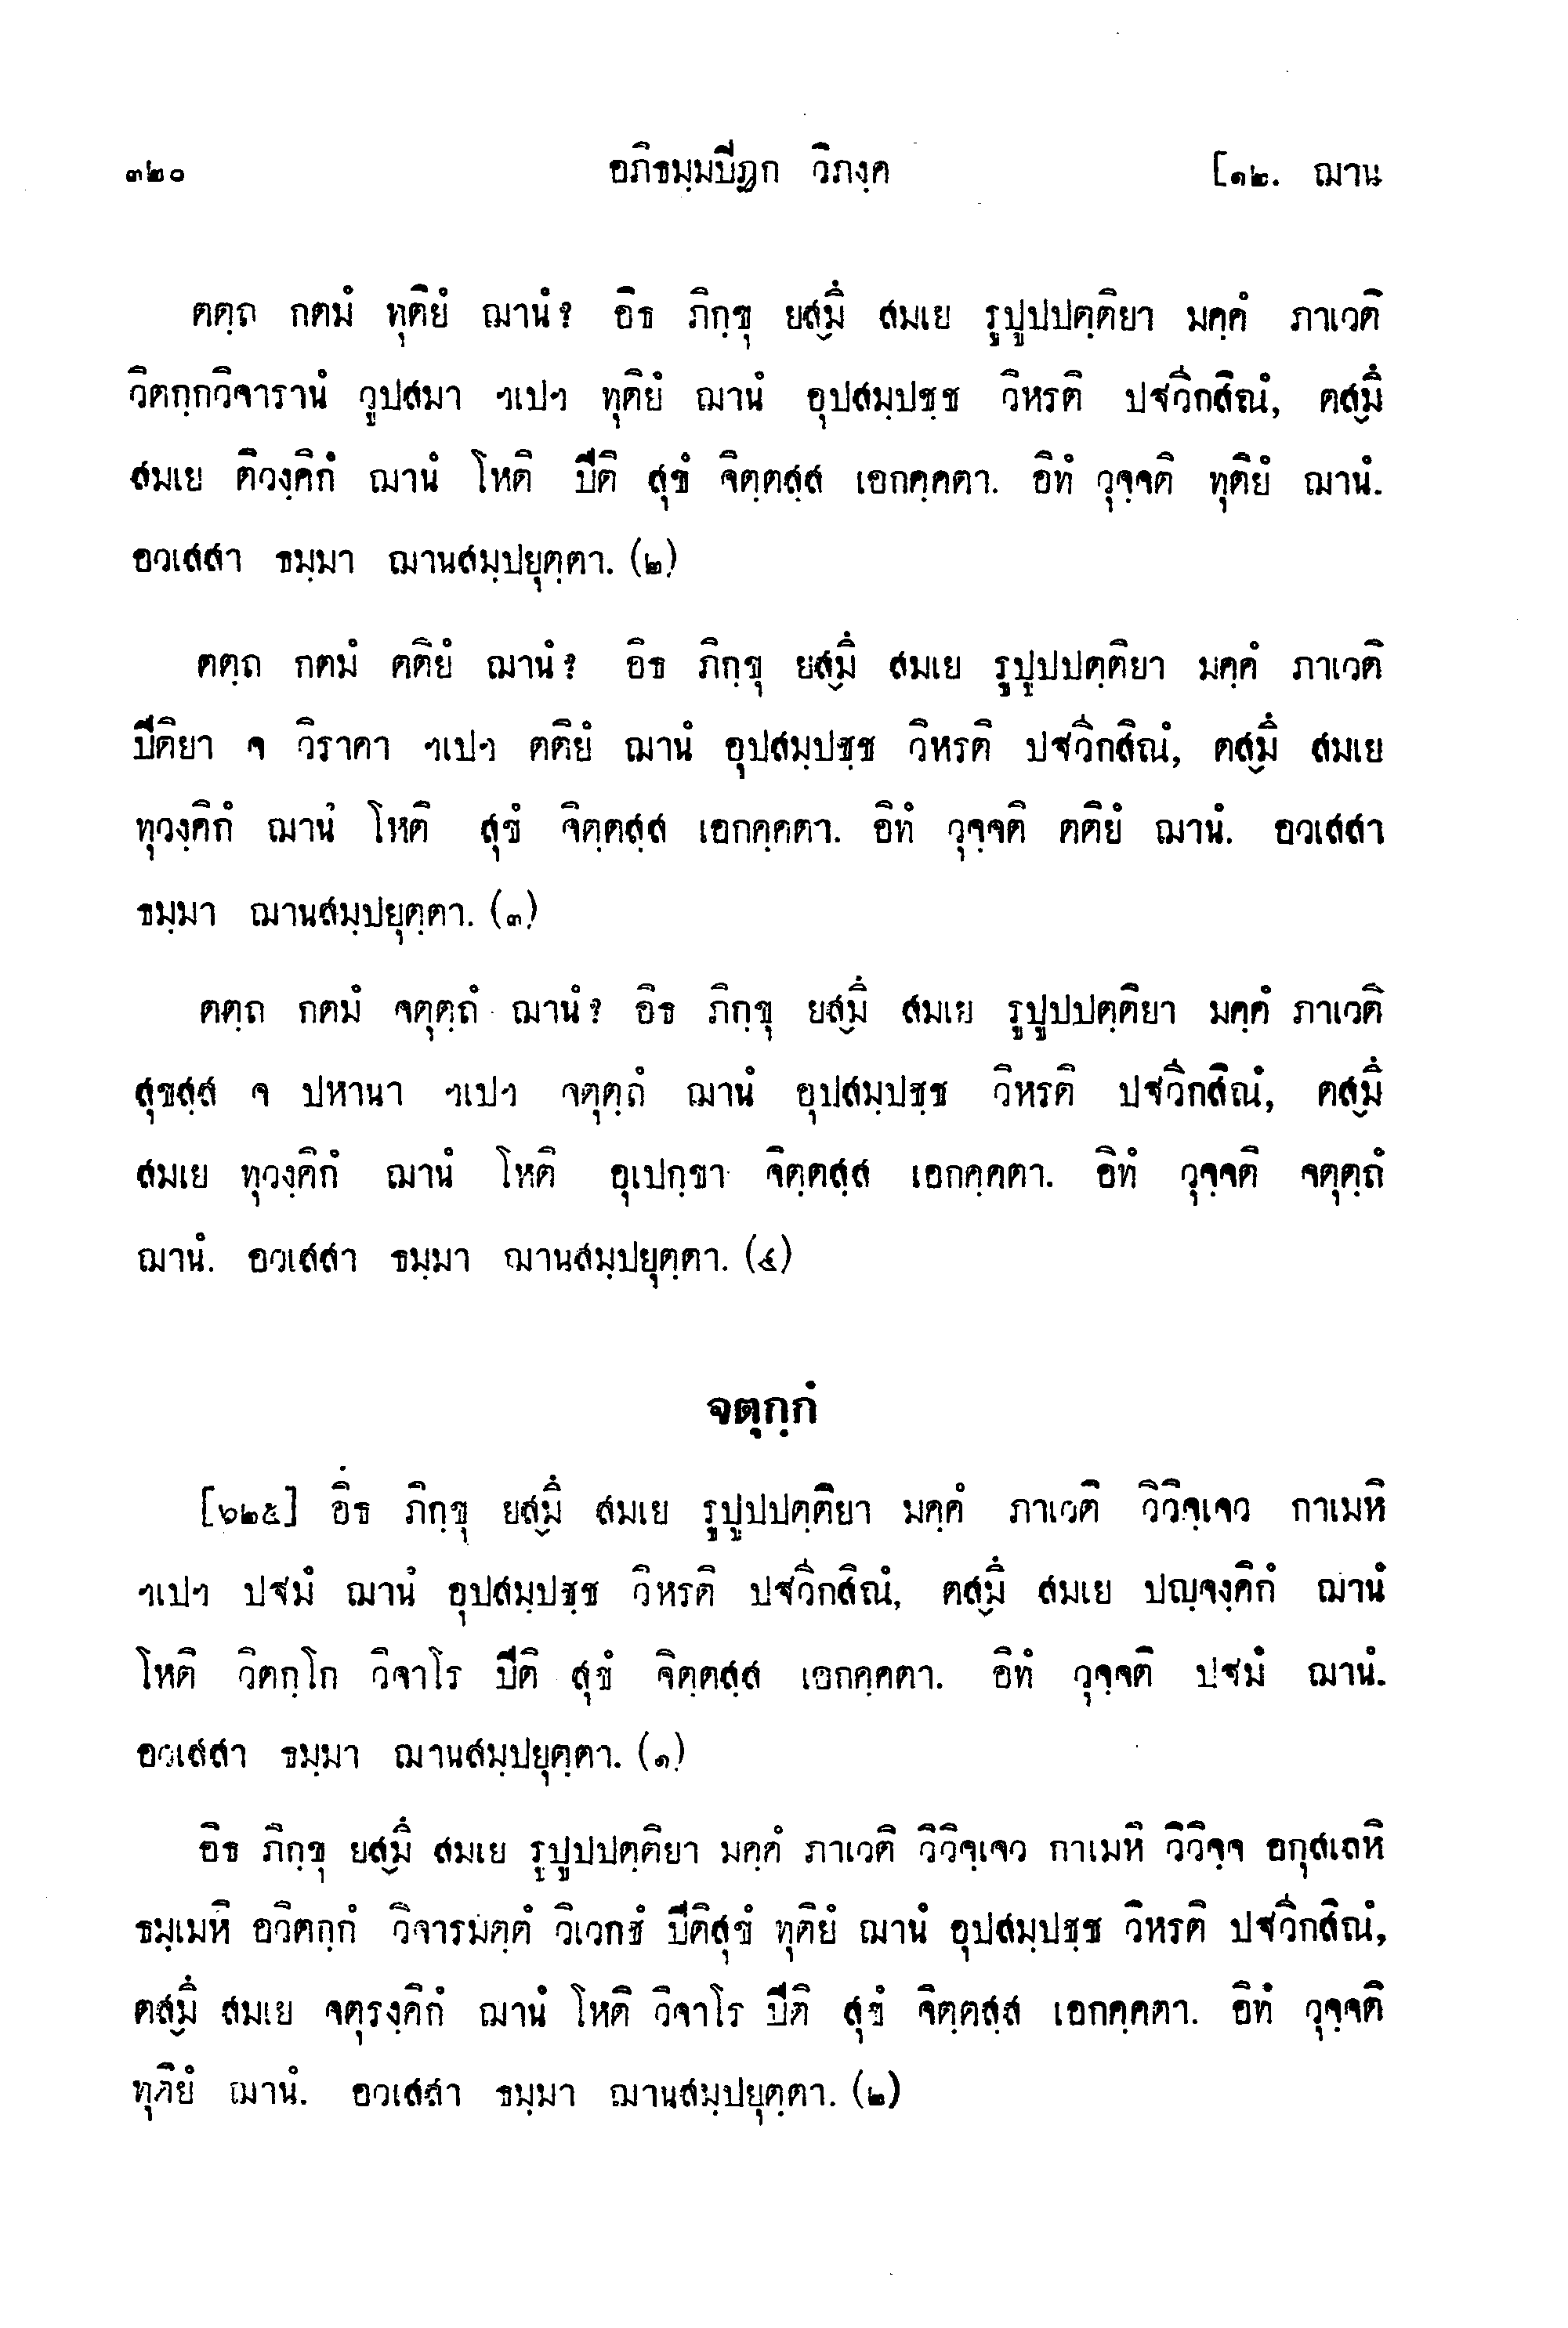 ๓๒๐ อภิธมฺมปีฏก วิภงฺค [๑๒. ฌาน
ตตฺถ กตมํ ทุติยํ ฌานํ? อิธ ภิกฺขุ ยสฺมึ สมเย รูปูปปตฺติยา มคฺคํ ภาเวติ
วิตกฺกวิจารานํ วูปสมา ฯเปฯ ทุติยํ ฌานํ อุปสมฺปชฺช วิหรติ ปฐวีกสิณํ, ตสฺมึ
สมเย ติวงฺคิกํ ฌานํ โหติ ปีติ สุขํ จิตฺตสฺส เอกคฺคตา. อิทํ วุจฺจติ ทุติยํ ฌานํ.
อวเสสา ธมฺมา ฌานสมฺปยุตฺตา. (๒)
ตตฺถ กตมํ ตติยํ ฌานํ? อิธ ภิกฺขุ ยสฺมึ สมเย รูปุปปตฺติยา มคฺคํ ภาเวติ
ปีติยา จ วิราคา ฯเปฯ ตติยํ ฌานํ อุปสมฺปชฺช วิหรติ ปฐวีกสิณํ, ตสฺมึ สมเย
ทุวงฺคิกํ ฌานํ โหติ สุขํ จิตฺตสฺส เอกคฺคตา. อิทํ วุจฺจติ ตติยํ ฌานํ. อวเสสา
ธมฺมา ฌานสมฺปยุตฺตา. (๓)
ตตฺถ กตมํ จตุตฺถํ ฌานํ? อิธ ภิกฺขุ ยสฺมึ สมเย รูปูปปตฺติยา มคฺคํ ภาเวติ
สุขสฺส จ ปหานา ฯเปฯ จตุตฺถํ ฌานํ อุปสมฺปชฺช วิหรติ ปฐวีกสิณํ, ตสฺมึ
สมเย ทุวงฺคิกํ ฌานํ โหติ อุเปกฺขา จิตฺตสฺส เอกคฺคตา. อิทํ วุจฺจติ จตุตฺถํ
ฌานํ. อวเสสา ธมฺมา ฌานสมฺปยุตฺตา. (๔)
จตุกฺกํ
[๖๒๕] อิธ ภิกฺขุ ยสฺมึ สมเย รูปูปปตฺติยา มคฺคํ ภาเวติ วิวิจฺเจว กาเมหิ
ฯเปฯ ปฐมํ ฌานํ อุปสมฺปชฺช วิหรติ ปฐวีกสิณํ, ตสฺมึ สมเย ปญฺจงฺคิกํ ฌานํ
โหติ วิตกฺโก วิจาโร ปีติ สุขํ จิตฺตสฺส เอกคฺคตา. อิทํ วุจฺจติ ปฐมํ ฌานํ.
อวเสสา ธมฺมา ฌานสมฺปยุตฺตา. (๑)
อิธ ภิกฺขุ ยสฺมึ สมเย รูปูปปตฺติยา มคฺคํ ภาเวติ วิวิจฺเจว กาเมหิ วิวิจฺจ อกุสเลหิ
ธมฺเมหิ อวิตกฺกํ วิจารมตฺตํ วิเวกชํ ปีติสุขํ ทุติยํ ฌานํ อุปสมฺปชฺช วิหรติ ปฐวีกสิณํ,
ตสฺมึ สมเย จตุรงฺคิกํ ฌานํ โหติ วิจาโร ปีติ สุขํ จิตฺตสฺส เอกคฺคตา. อิทํ วุจฺจติ
ทุติยํ ฌานํ. อวเสสา ธมฺมา ฌานสมฺปยุตฺตา. (๒)